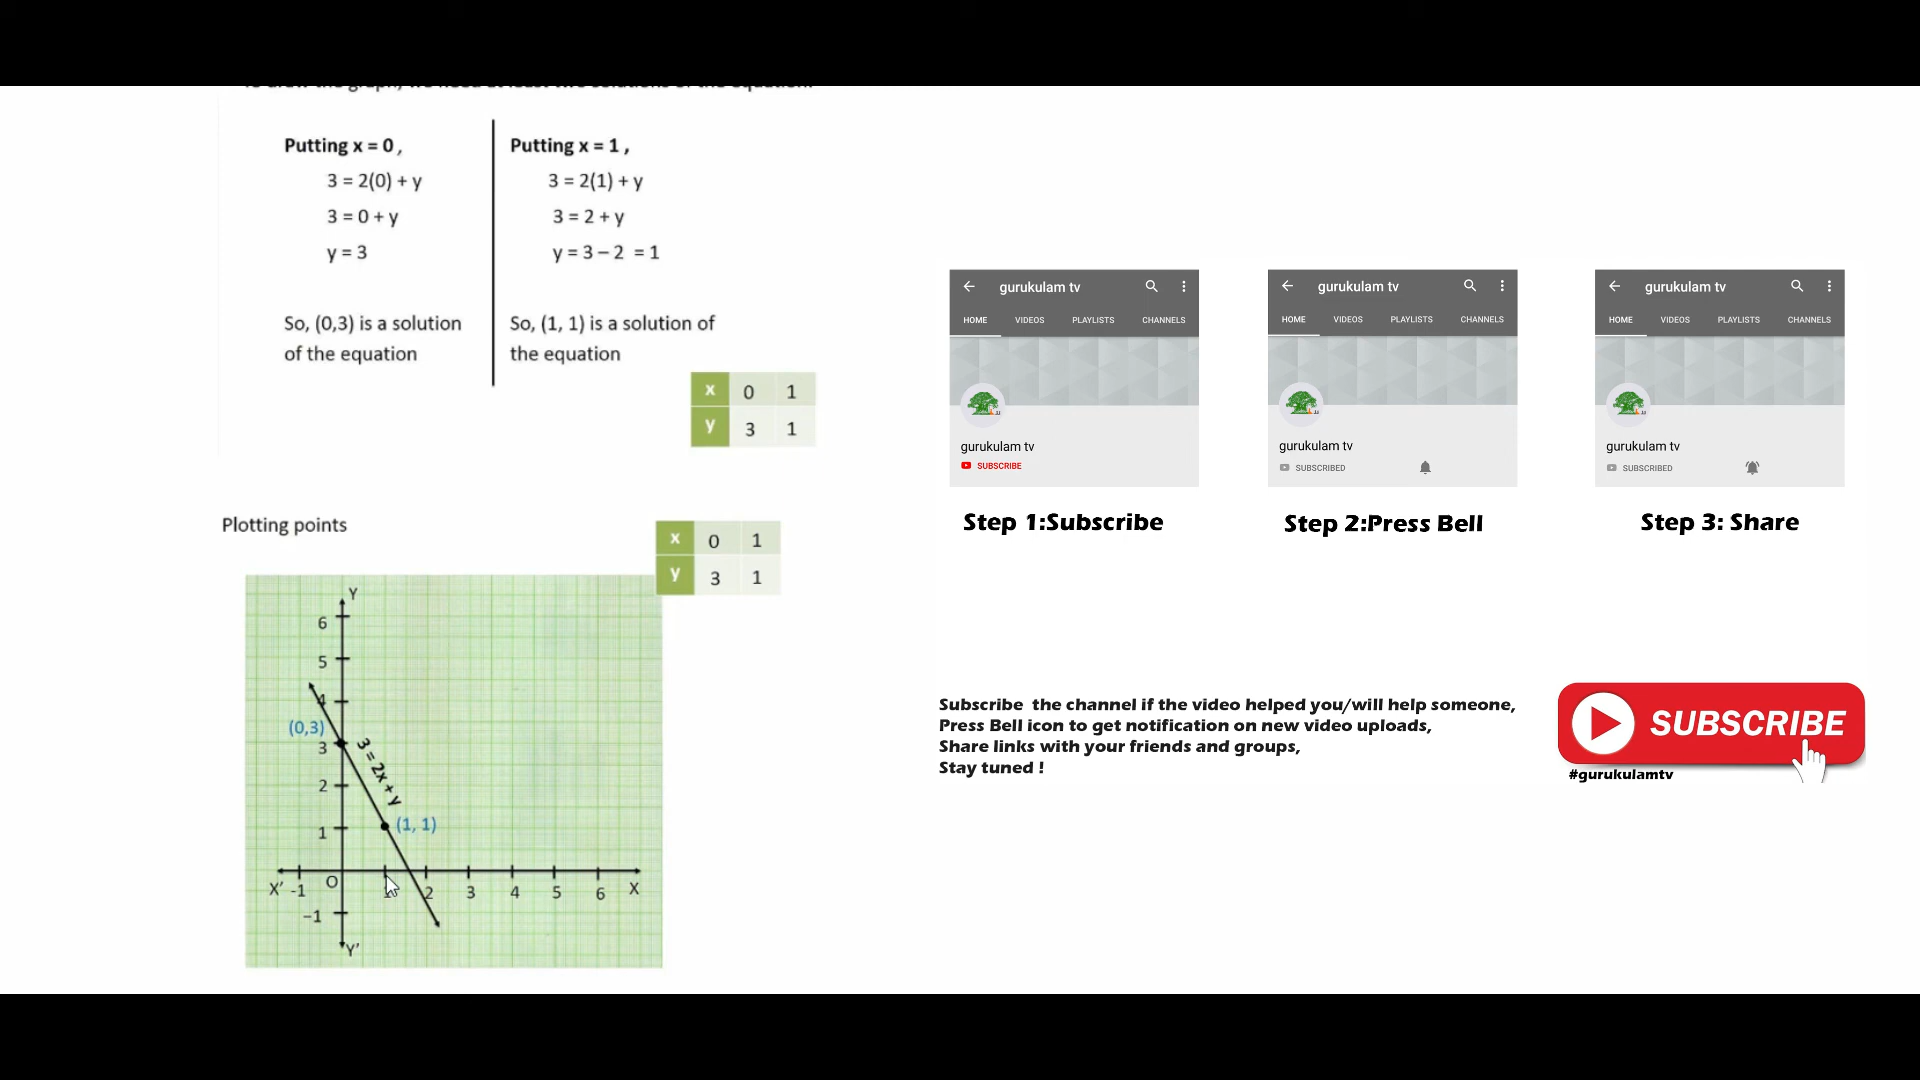 Putting x = 0 ,
3 = 2(0) + y
3 = 0 + y
y = 3
So, (0,3) is a solution
of the equation
Putting x = 1 ,
3 = 2(1) + y
3 = 2 + y
y = 3 – 2 = 1
So, (1, 1) is a solution of
the equation
x 0 1
y 3 1
Plotting points
x 0 1
y 3 1
Y
6
5
4
(0,3)
3
3 = 2x + y
2
1
(1, 1)
X' -1 O 2 3 4 5 6 X
–1
Y'
gurukulam tv
HOME VIDEOS PLAYLISTS CHANNELS
gurukulam tv
SUBSCRIBE
Step 1:Subscribe
gurukulam tv
HOME VIDEOS PLAYLISTS CHANNELS
gurukulam tv
SUBSCRIBED
Step 2:Press Bell
gurukulam tv
HOME VIDEOS PLAYLISTS CHANNELS
gurukulam tv
SUBSCRIBED
Step 3: Share
Subscribe the channel if the video helped you/will help someone,
Press Bell icon to get notification on new video uploads,
Share links with your friends and groups,
Stay tuned !
SUBSCRIBE
#gurukulamtv